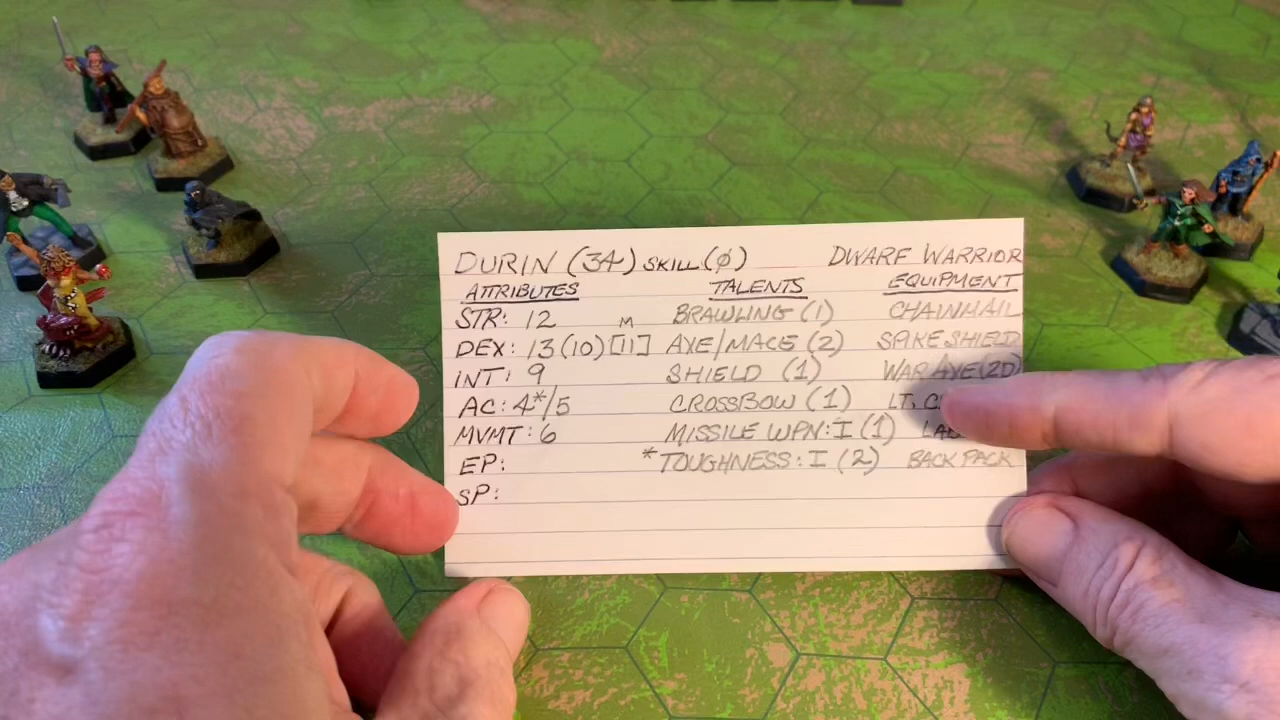 DURIN (34) SKILL (0) DWARF WARRIOR
ATTRIBUTES TALENTS EQUIPMENT
STR: 12 M BRAWLING (1) CHAINMAIL
DEX: 13 (10) [11] AXE/MACE (2) SPIKE SHIELD
INT: 9 SHIELD (1) WAR AXE (2D)
AC: 4*/5 CROSSBOW (1) LT.
MVMT: 6 MISSILE WPN: I (1)
EP: *TOUGHNESS: I (2) BACK PACK
SP: